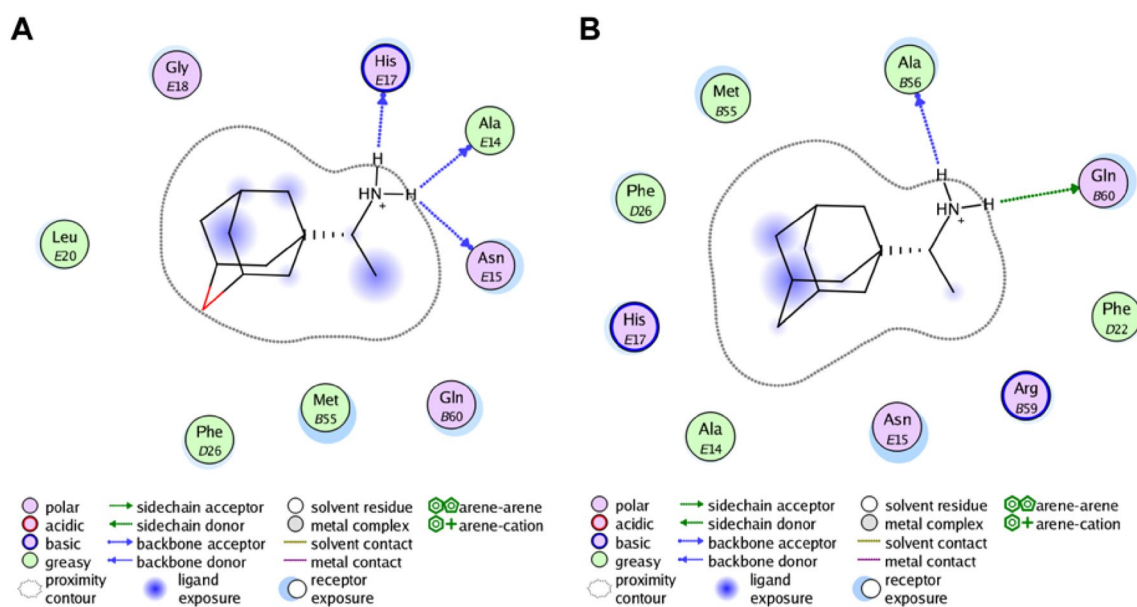 A
Gly
E18
His
E17
Ala
E14
H
HN
H
+
Leu
E20
Asn
E15
Met
B55
Gln
B60
Phe
D26
polar
sidechain acceptor
solvent residue
arene-arene
acidic
sidechain donor
metal complex
arene-cation
basic
backbone acceptor
solvent contact
greasy
backbone donor
metal contact
proximity
contour
ligand
exposure
receptor
exposure
B
Ala
B56
Met
B55
Phe
D26
Gln
B60
H
HN
H
+
His
E17
Phe
D22
Arg
B59
Asn
E15
Ala
E14
polar
sidechain acceptor
solvent residue
arene-arene
acidic
sidechain donor
metal complex
arene-cation
basic
backbone acceptor
solvent contact
greasy
backbone donor
metal contact
proximity
contour
ligand
exposure
receptor
exposure